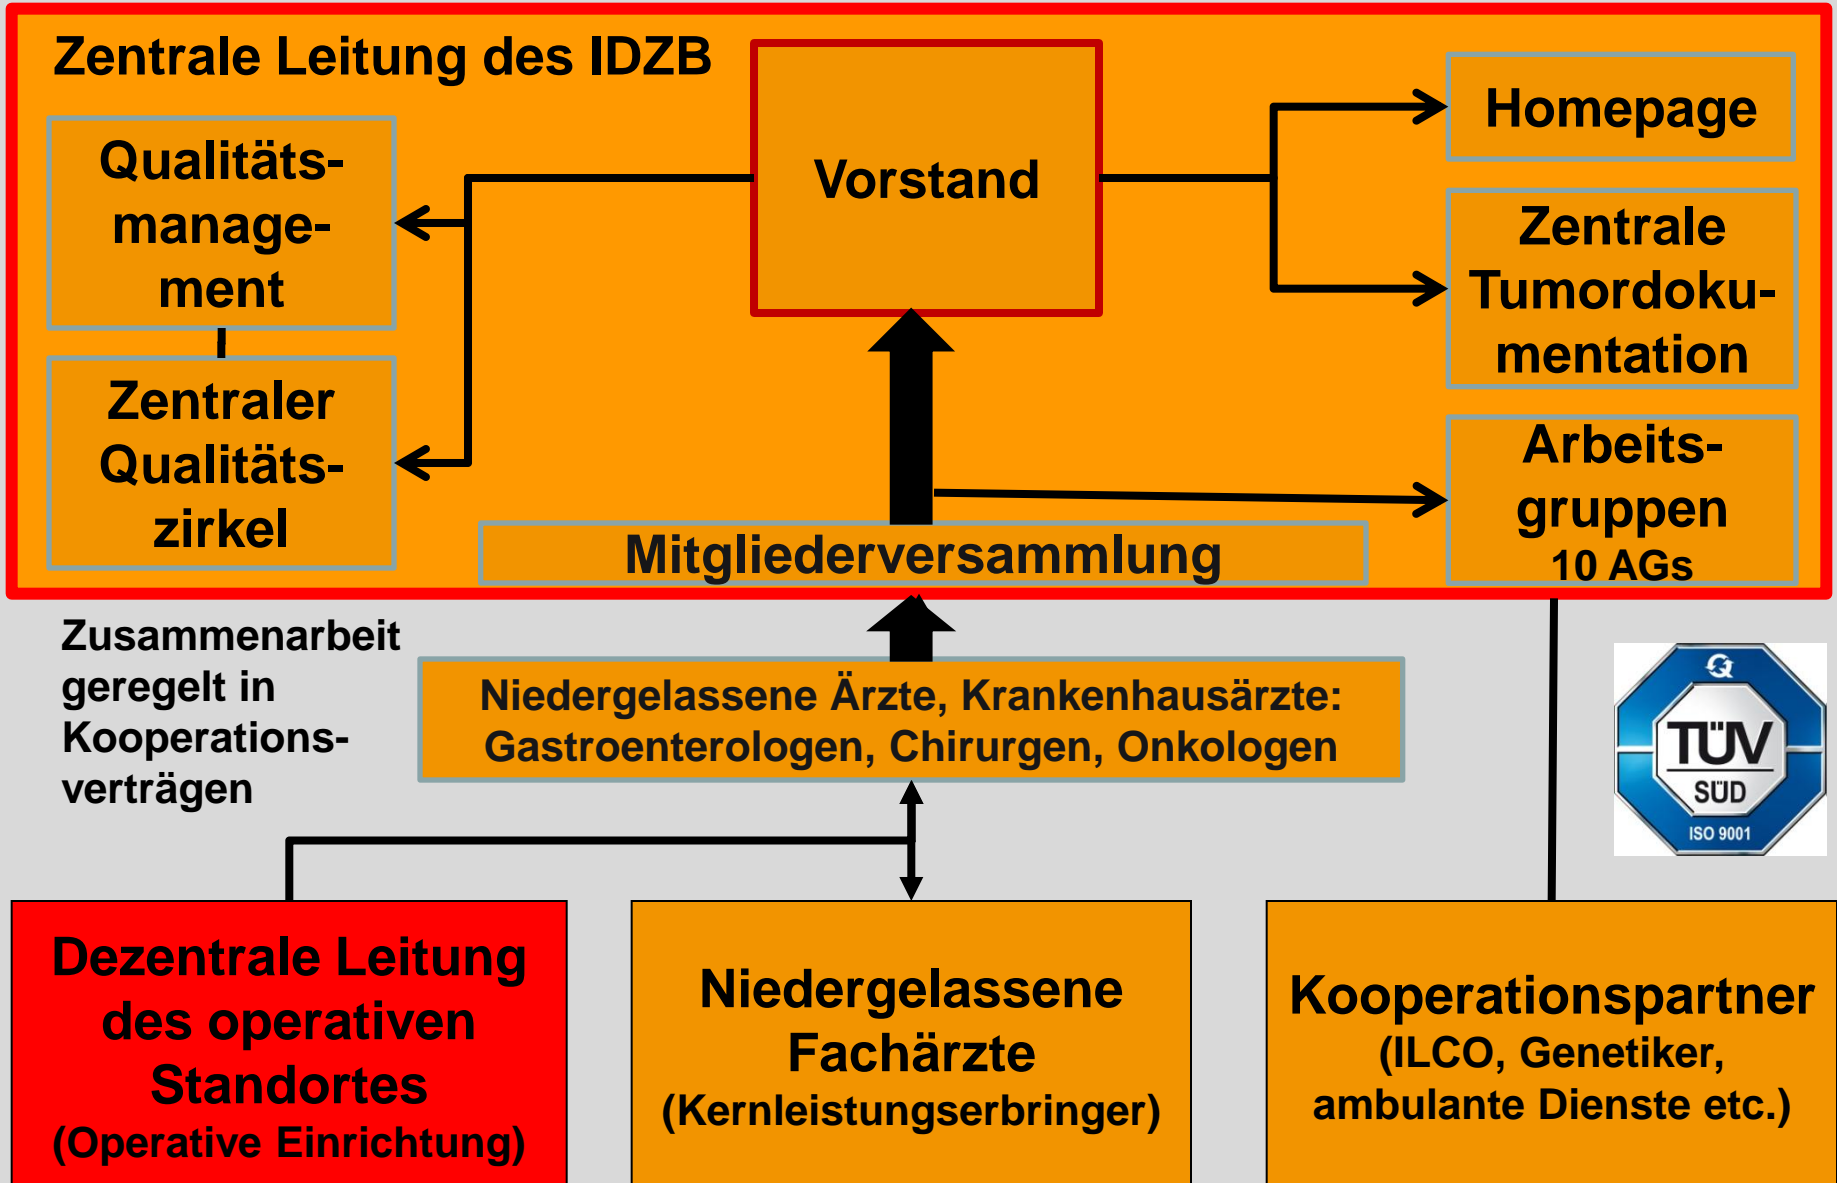 Zentrale Leitung des IDZB
Qualitäts-
manage-
ment
Zentraler
Qualitäts-
zirkel
Vorstand
Homepage
Zentrale
Tumordoku-
mentation
Arbeits-
gruppen
10 AGs
Mitgliederversammlung
Zusammenarbeit
geregelt in
Kooperations-
verträgen
Niedergelassene Ärzte, Krankenhausärzte:
Gastroenterologen, Chirurgen, Onkologen
TÜV
SÜD
ISO 9001
Dezentrale Leitung
des operativen
Standortes
(Operative Einrichtung)
Niedergelassene
Fachärzte
(Kernleistungserbringer)
Kooperationspartner
(ILCO, Genetiker,
ambulante Dienste etc.)